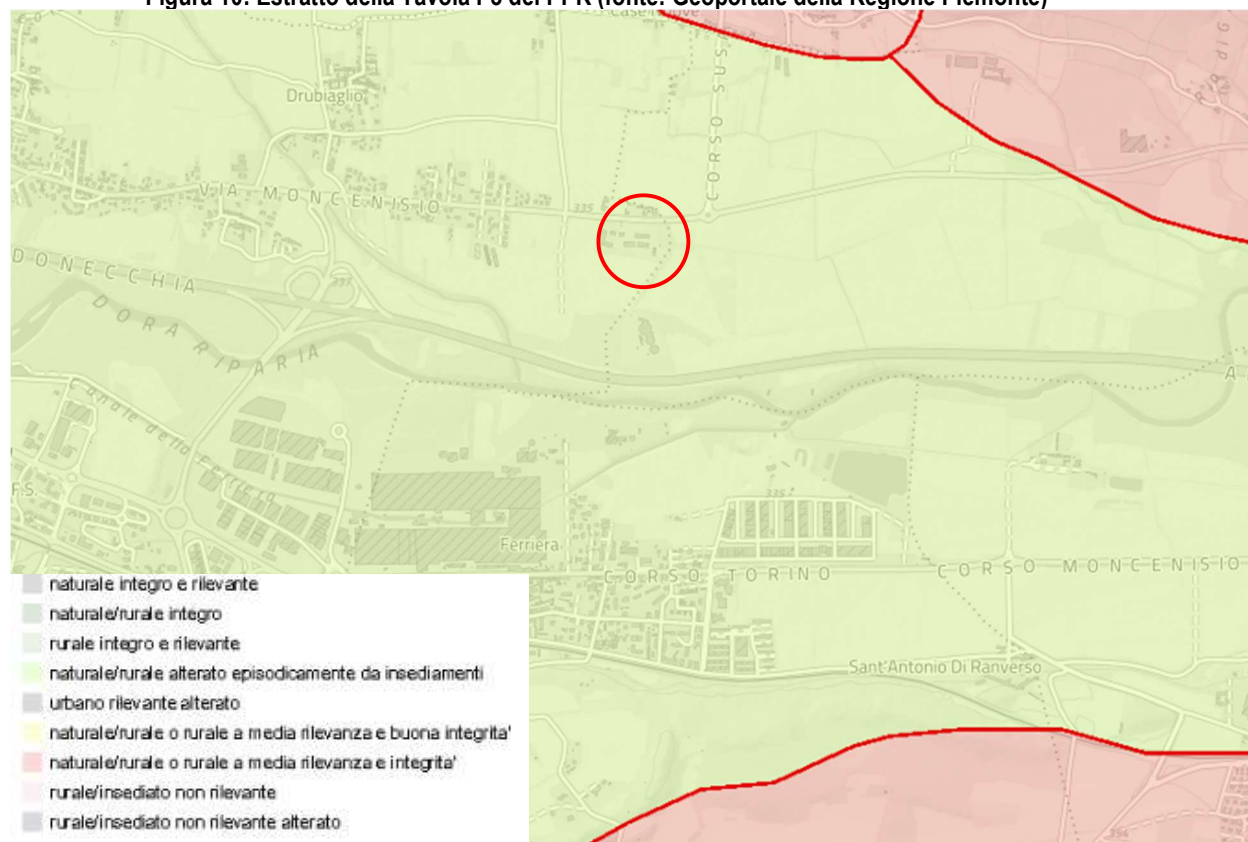 Drubiaglio
CORSO SUS
VIA MONCENISIO
335
DONECCHIA
337
DORA RIPARIA
A
Canale della Ferriera
F.S.
335
Ferriera
CORSO TORINO
CORSO MONCENISIO
Sant'Antonio Di Ranverso
naturale integro e rilevante
naturale/rurale integro
rurale integro e rilevante
naturale/rurale alterato episodicamente da insediamenti
urbano rilevante alterato
naturale/rurale o rurale a media rilevanza e buona integrita'
naturale/rurale o rurale a media rilevanza e integrita'
rurale/insediato non rilevante
rurale/insediato non rilevante alterato
354